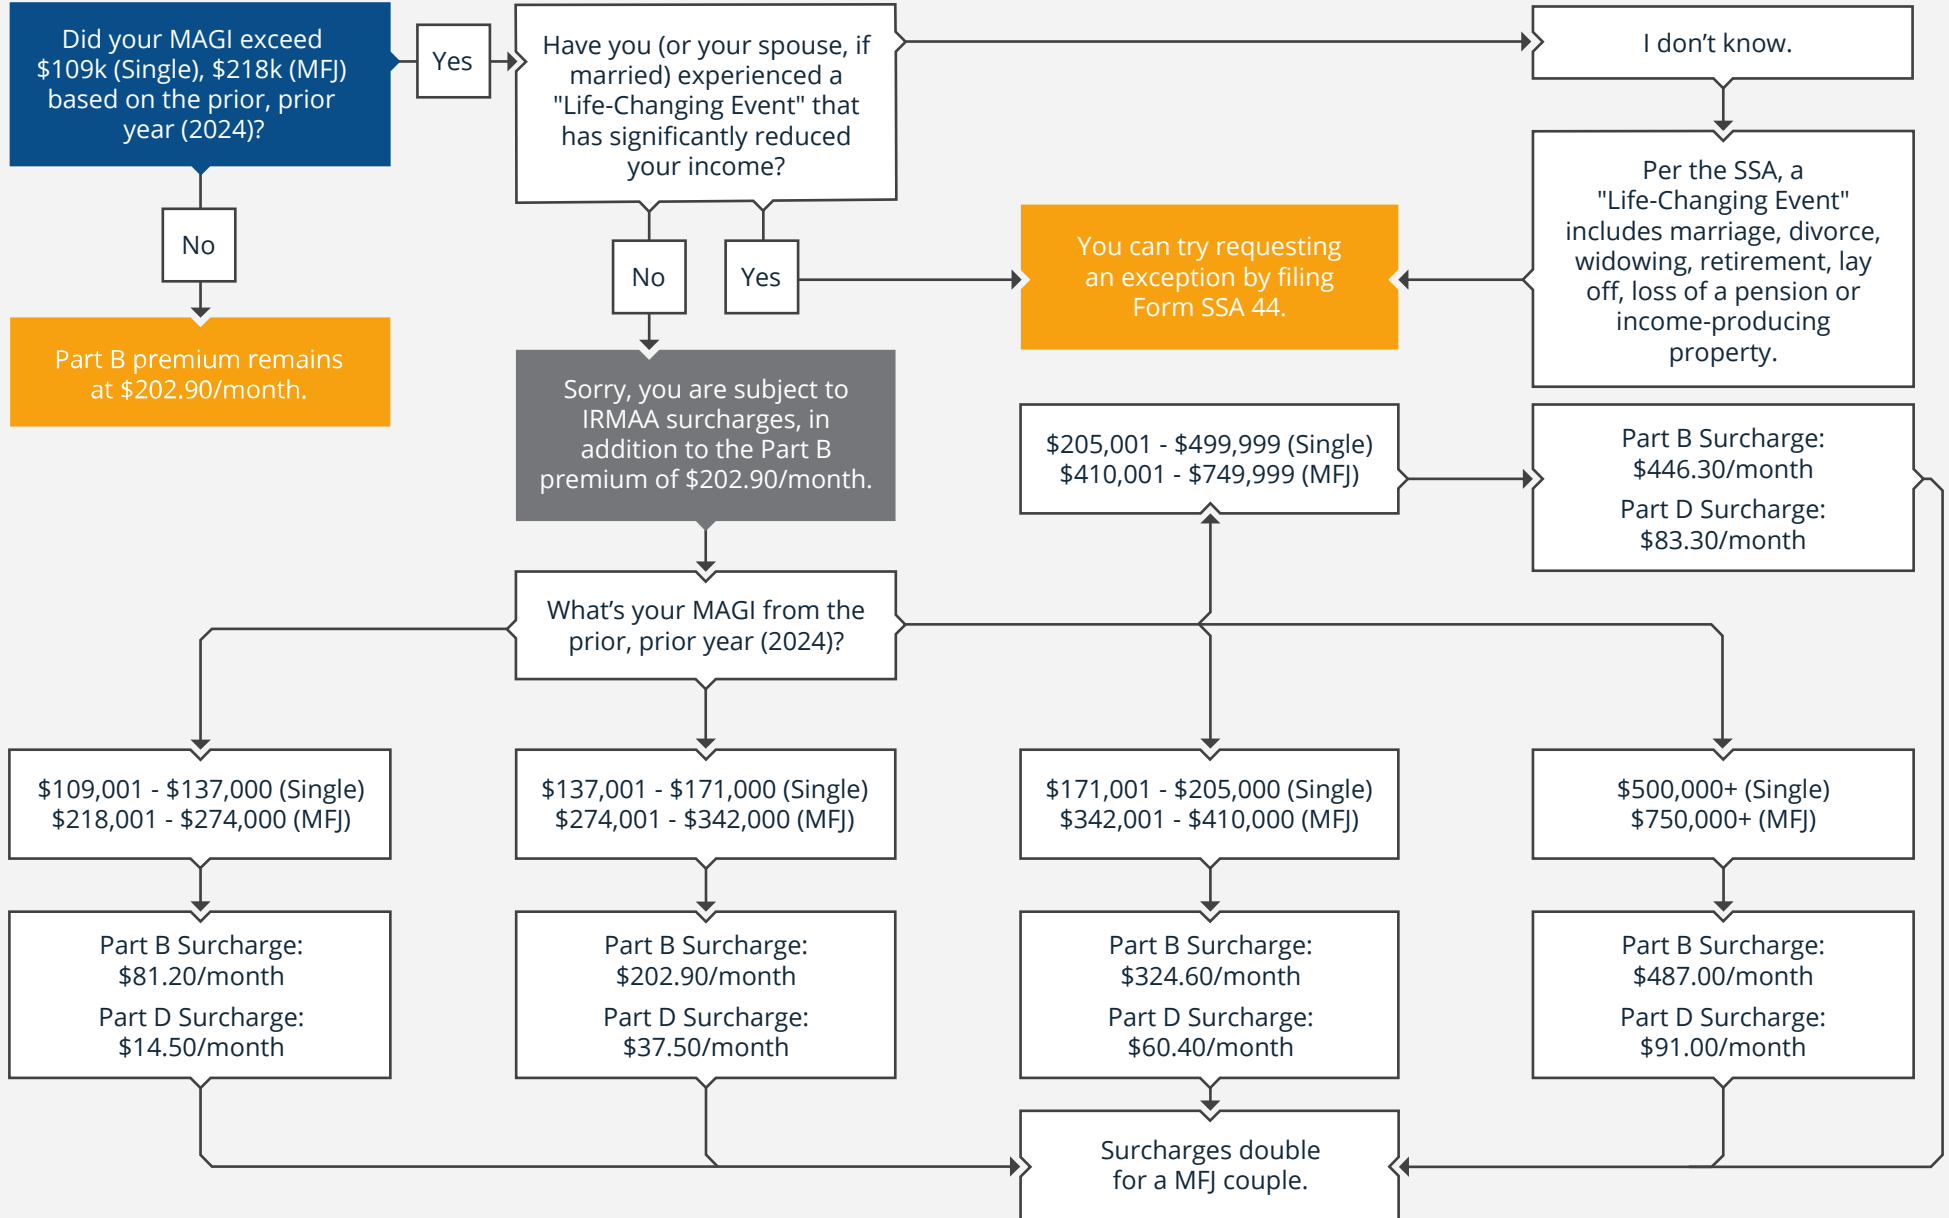 Did your MAGI exceed
$109k (Single), $218k (MFJ)
based on the prior, prior
year (2024)?
Yes
Have you (or your spouse, if
married) experienced a
"Life-Changing Event" that
has significantly reduced
your income?
I don’t know.
Per the SSA, a
"Life-Changing Event"
includes marriage, divorce,
widowing, retirement, lay
off, loss of a pension or
income-producing
property.
No
No
Yes
You can try requesting
an exception by filing
Form SSA 44.
Part B premium remains
at $202.90/month.
Sorry, you are subject to
IRMAA surcharges, in
addition to the Part B
premium of $202.90/month.
$205,001 - $499,999 (Single)
$410,001 - $749,999 (MFJ)
Part B Surcharge:
$446.30/month
Part D Surcharge:
$83.30/month
What’s your MAGI from the
prior, prior year (2024)?
$109,001 - $137,000 (Single)
$218,001 - $274,000 (MFJ)
$137,001 - $171,000 (Single)
$274,001 - $342,000 (MFJ)
$171,001 - $205,000 (Single)
$342,001 - $410,000 (MFJ)
$500,000+ (Single)
$750,000+ (MFJ)
Part B Surcharge:
$81.20/month
Part D Surcharge:
$14.50/month
Part B Surcharge:
$202.90/month
Part D Surcharge:
$37.50/month
Part B Surcharge:
$324.60/month
Part D Surcharge:
$60.40/month
Part B Surcharge:
$487.00/month
Part D Surcharge:
$91.00/month
Surcharges double
for a MFJ couple.